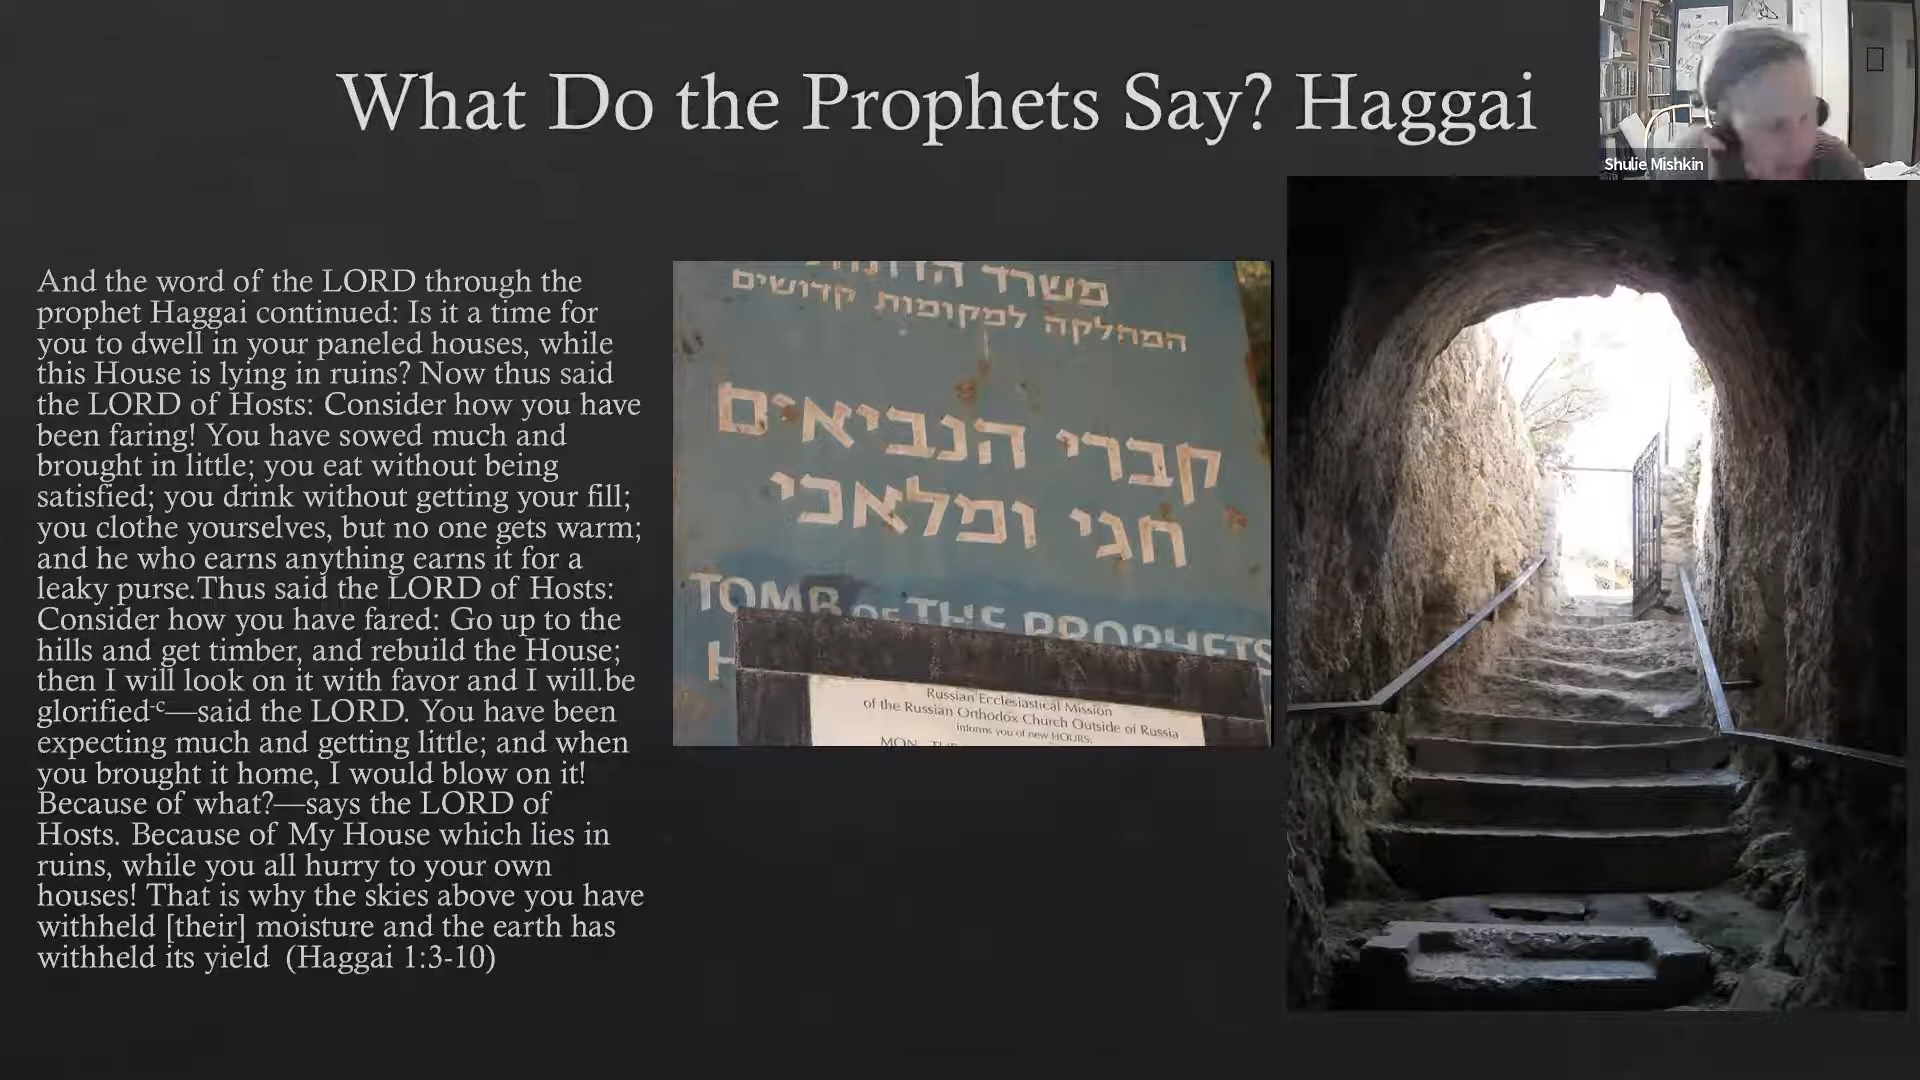 What Do the Prophets Say? Haggai
Shulie Mishkin
And the word of the LORD through the
prophet Haggai continued: Is it a time for
you to dwell in your paneled houses, while
this House is lying in ruins? Now thus said
the LORD of Hosts: Consider how you have
been faring! You have sowed much and
brought in little; you eat without being
satisfied; you drink without getting your fill;
you clothe yourselves, but no one gets warm;
and he who earns anything earns it for a
leaky purse.Thus said the LORD of Hosts:
Consider how you have fared: Go up to the
hills and get timber, and rebuild the House;
then I will look on it with favor and I will.be
glorified-c—said the LORD. You have been
expecting much and getting little; and when
you brought it home, I would blow on it!
Because of what?—says the LORD of
Hosts. Because of My House which lies in
ruins, while you all hurry to your own
houses! That is why the skies above you have
withheld [their] moisture and the earth has
withheld its yield (Haggai 1:3-10)
משרד הדתות
המחלקה למקומות קדושים
קברי הנביאים
חגי ומלאכי
TOMB OF THE PROPHETS
Russian Ecclesiastical Mission
of the Russian Orthodox Church Outside of Russia
informs you of new HOURS:
MON